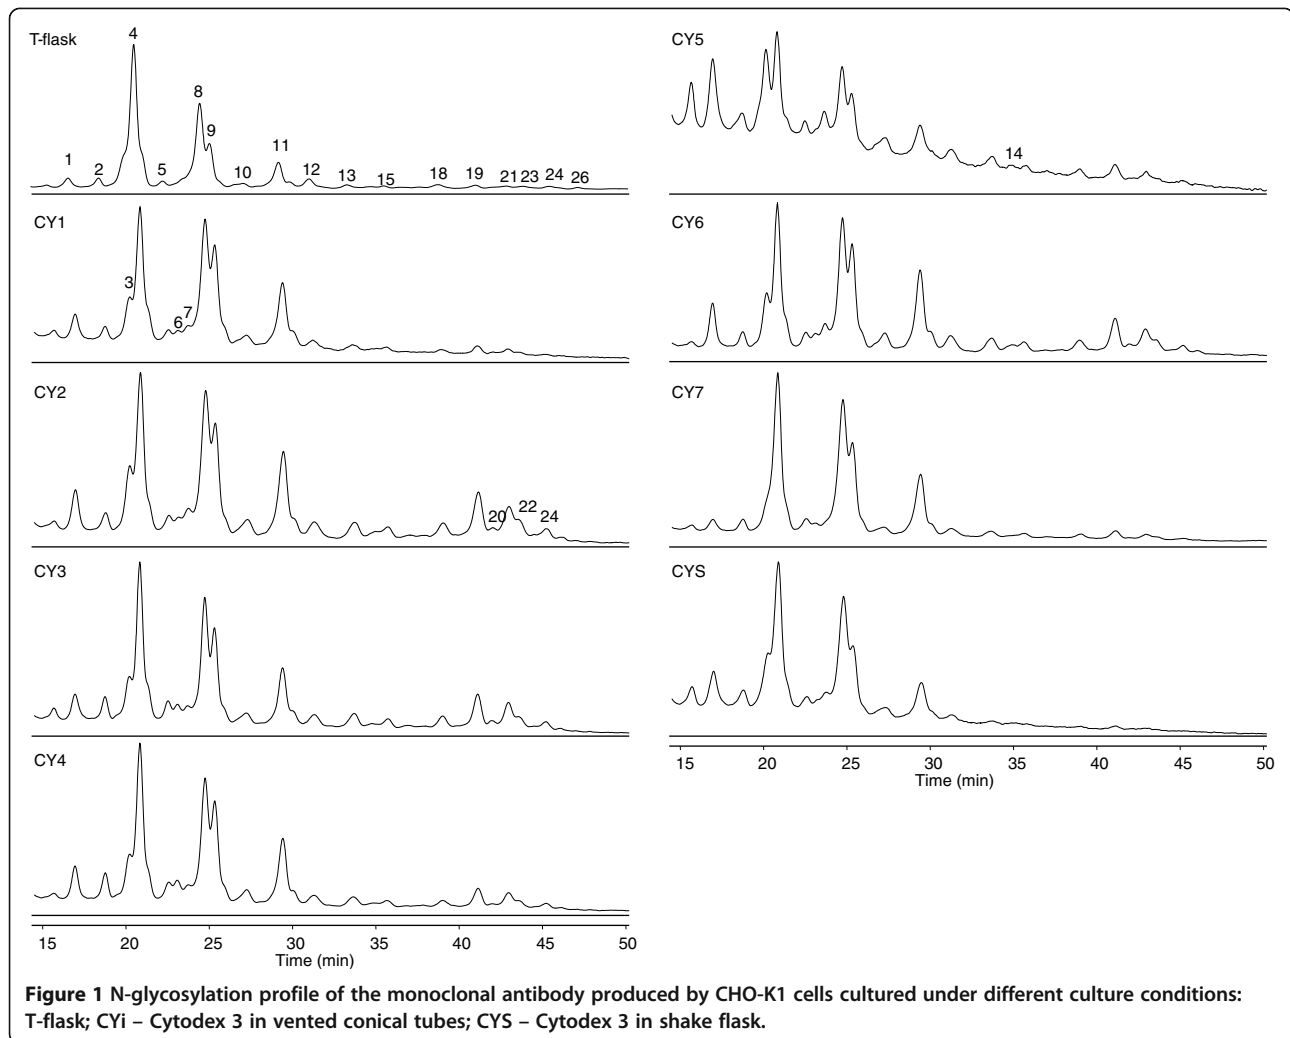 T-flask
4
8
9
11
1
2
5
10
12
13
15
18
19
21
23
24
26
CY1
3
6
7
CY2
20
22
24
CY3
CY4
15 20 25 30 35 40 45 50
Time (min)
CY5
14
CY6
CY7
CYS
15 20 25 30 35 40 45 50
Time (min)
Figure 1 N-glycosylation profile of the monoclonal antibody produced by CHO-K1 cells cultured under different culture conditions:
T-flask; CYi – Cytodex 3 in vented conical tubes; CYS – Cytodex 3 in shake flask.